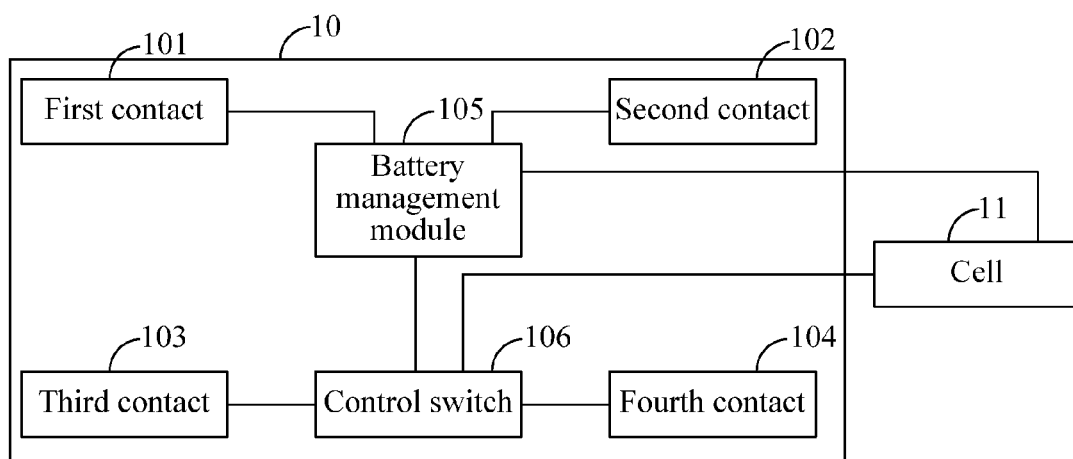 101
10
102
First contact
105
Second contact
Battery
management
module
11
Cell
103
106
104
Third contact
Control switch
Fourth contact